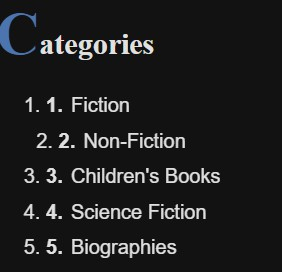 Categories
1. 1. Fiction
2. 2. Non-Fiction
3. 3. Children's Books
4. 4. Science Fiction
5. 5. Biographies